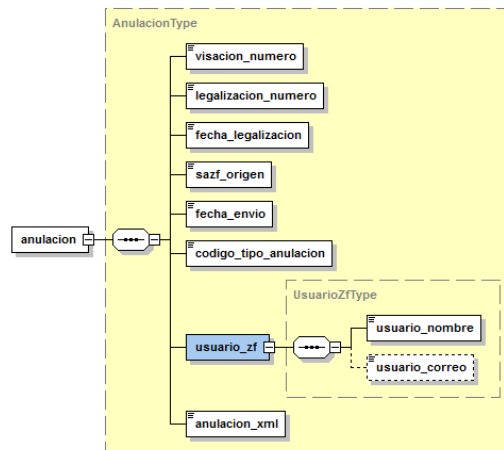 AnulacionType
visacion_numero
legalizacion_numero
fecha_legalizacion
sazf_origen
fecha_envio
anulacion
codigo_tipo_anulacion
UsuarioZfType
usuario_nombre
usuario_zf
usuario_correo
anulacion_xml